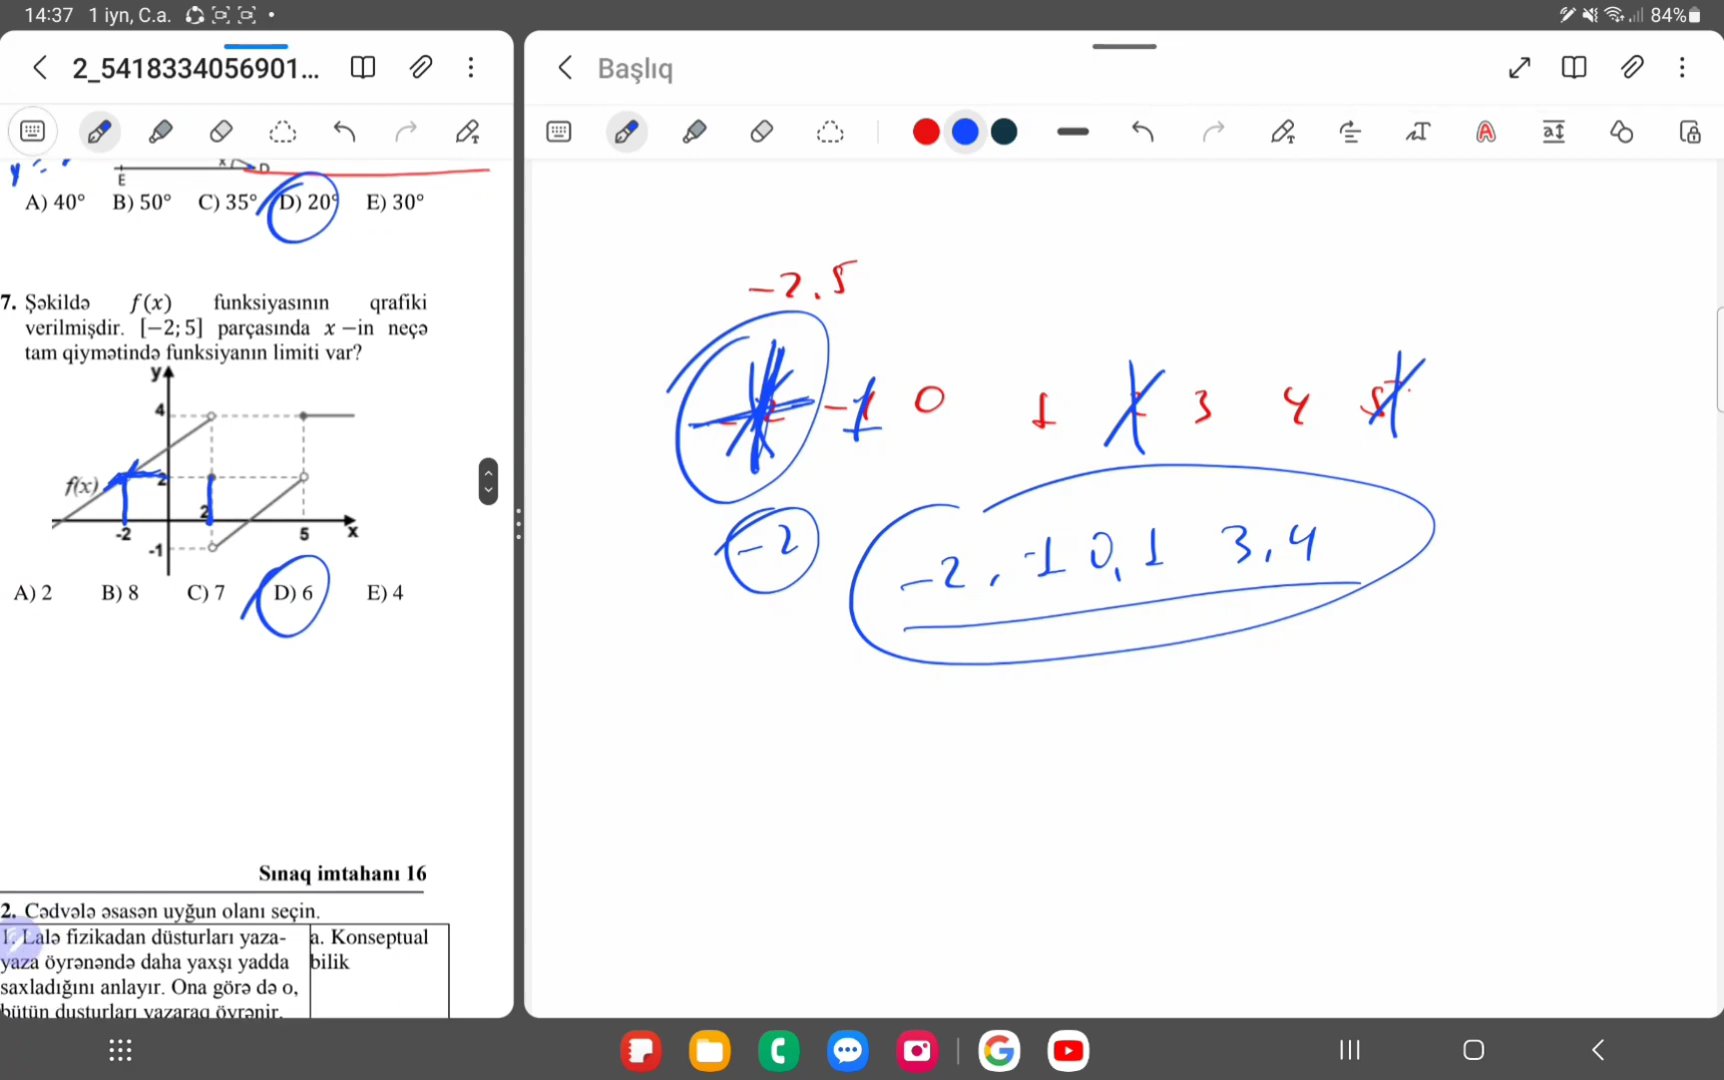 14:37 1 iyn, C.a. • 84%
2_5418334056901...
Başlıq
E x D
A) 40° B) 50° C) 35° D) 20° E) 30°
7. Şəkildə f(x) funksiyasının qrafiki
verilmişdir. [−2; 5] parçasında x −in neçə
tam qiymətində funksiyanın limiti var?
y
4
f(x) 2
2
-2 5 x
-1
A) 2 B) 8 C) 7 D) 6 E) 4
Sınaq imtahanı 16
2. Cədvələ əsasən uyğun olanı seçin.
1. Lalə fizikadan düsturları yaza-
yaza öyrənəndə daha yaxşı yadda
saxladığını anlayır. Ona görə də o,
bütün dusturları yazaraq öyrənir.
a. Konseptual
bilik
-2.5
-1 0 1 3 4 5
-2
-2, -1 0, 1 3, 4